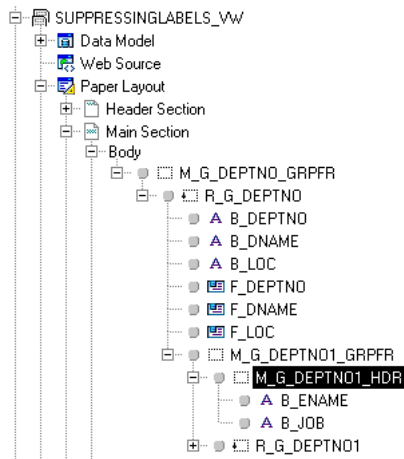 SUPPRESSINGLABELS_VW
Data Model
Web Source
Paper Layout
Header Section
Main Section
Body
M_G_DEPTNO_GRPFR
R_G_DEPTNO
A B_DEPTNO
A B_DNAME
A B_LOC
F_DEPTNO
F_DNAME
F_LOC
M_G_DEPTNO1_GRPFR
M_G_DEPTNO1_HDR
A B_ENAME
A B_JOB
R_G_DEPTNO1